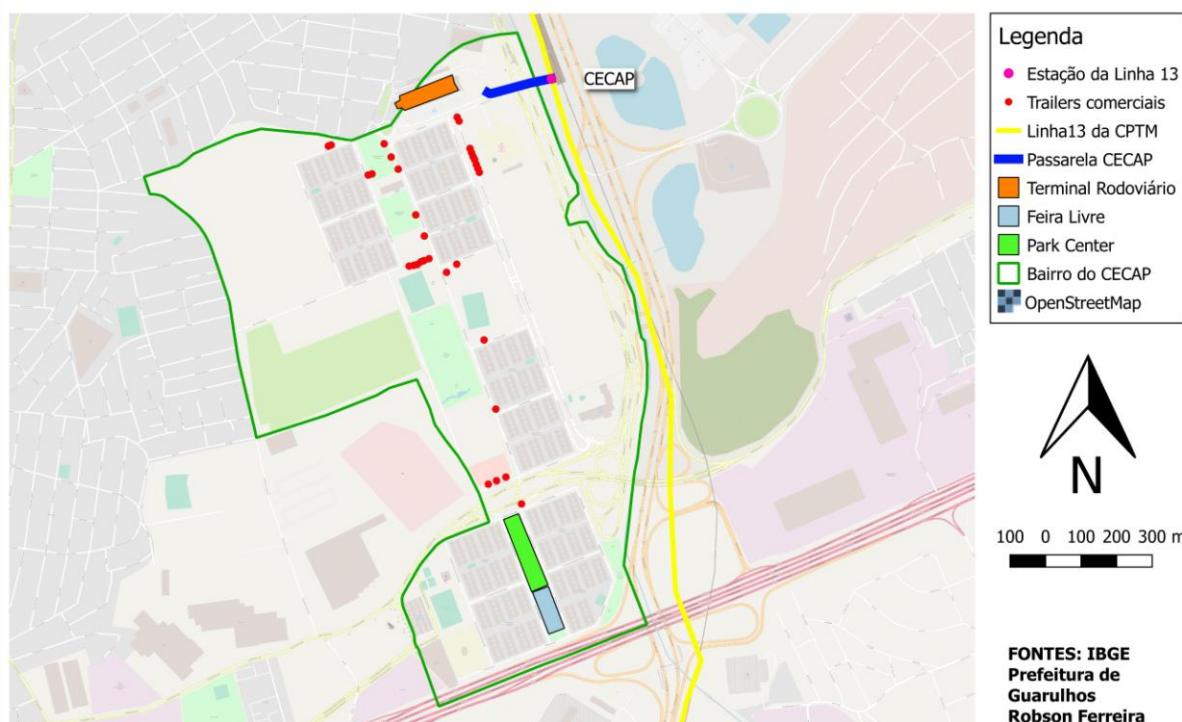 CECAP
Legenda
Estação da Linha 13
Trailers comerciais
Linha13 da CPTM
Passarela CECAP
Terminal Rodoviário
Feira Livre
Park Center
Bairro do CECAP
OpenStreetMap
N
100 0 100 200 300 m
FONTES: IBGE
Prefeitura de
Guarulhos
Robson Ferreira